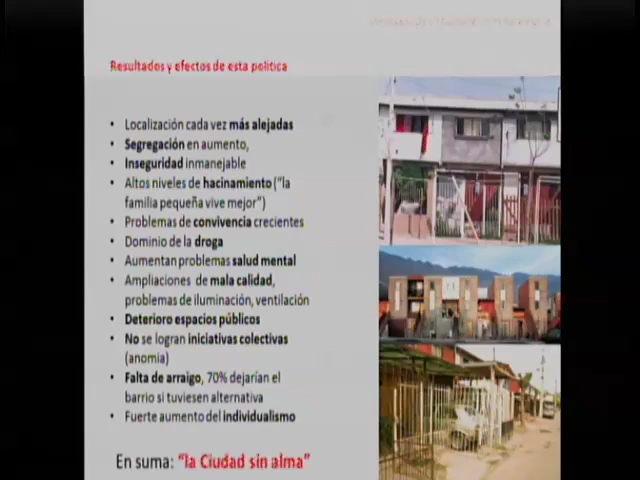 Resultados y efectos de esta política
• Localización cada vez más alejadas
• Segregación en aumento,
• Inseguridad inmanejable
• Altos niveles de hacinamiento ("la
familia pequeña vive mejor")
• Problemas de convivencia crecientes
• Dominio de la droga
• Aumentan problemas salud mental
• Ampliaciones de mala calidad,
problemas de iluminación, ventilación
• Deterioro espacios públicos
• No se logran iniciativas colectivas
(anomia)
• Falta de arraigo, 70% dejarían el
barrio si tuviesen alternativa
• Fuerte aumento del individualismo
En suma: "la Ciudad sin alma"